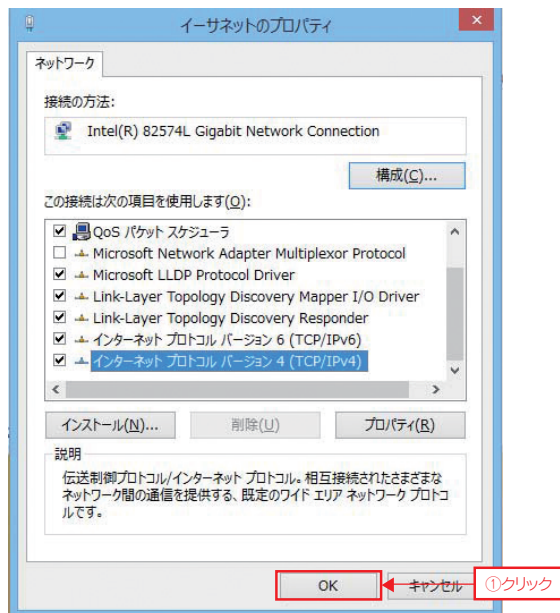 イーサネットのプロパティ
ネットワーク
接続の方法:
Intel(R) 82574L Gigabit Network Connection
構成(C)...
この接続は次の項目を使用します(O):
QoS パケット スケジューラ
Microsoft Network Adapter Multiplexor Protocol
Microsoft LLDP Protocol Driver
Link-Layer Topology Discovery Mapper I/O Driver
Link-Layer Topology Discovery Responder
インターネット プロトコル バージョン 6 (TCP/IPv6)
インターネット プロトコル バージョン 4 (TCP/IPv4)
インストール(N)...
削除(U)
プロパティ(R)
説明
伝送制御プロトコル/インターネット プロトコル。相互接続されたさまざまな
ネットワーク間の通信を提供する、既定のワイド エリア ネットワーク プロトコ
ルです。
OK
キャンセル
①クリック